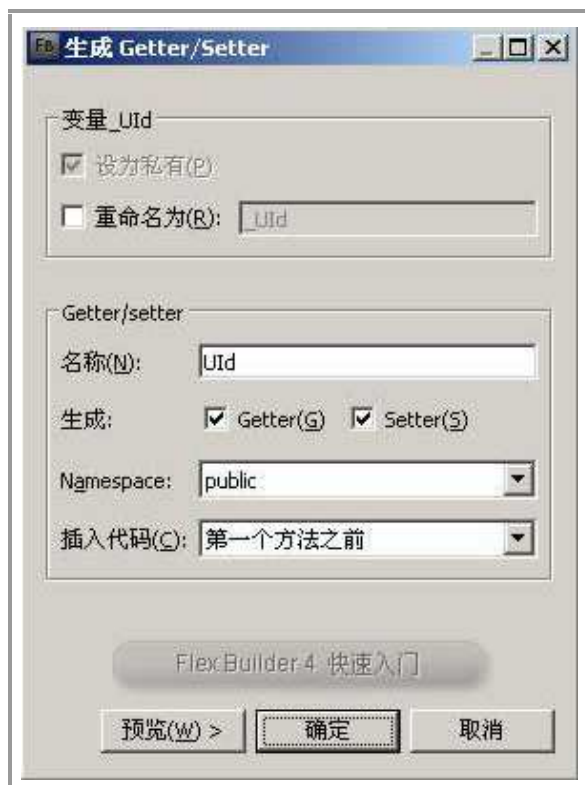 FB 生成 Getter/Setter
变量_UId
设为私有(P)
重命名为(R): _UId
Getter/setter
名称(N): UId
生成: Getter(G) Setter(S)
Namespace: public
插入代码(C): 第一个方法之前
Flex Builder 4 快速入门
预览(W) > 确定 取消